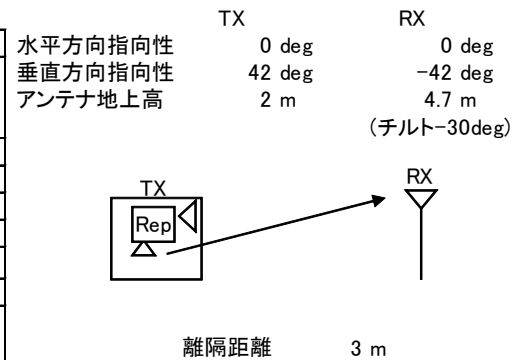 TX RX
水平方向指向性 0 deg 0 deg
垂直方向指向性 42 deg -42 deg
アンテナ地上高 2 m 4.7 m
(チルト-30deg)
TX RX
Rep
離隔距離 3 m